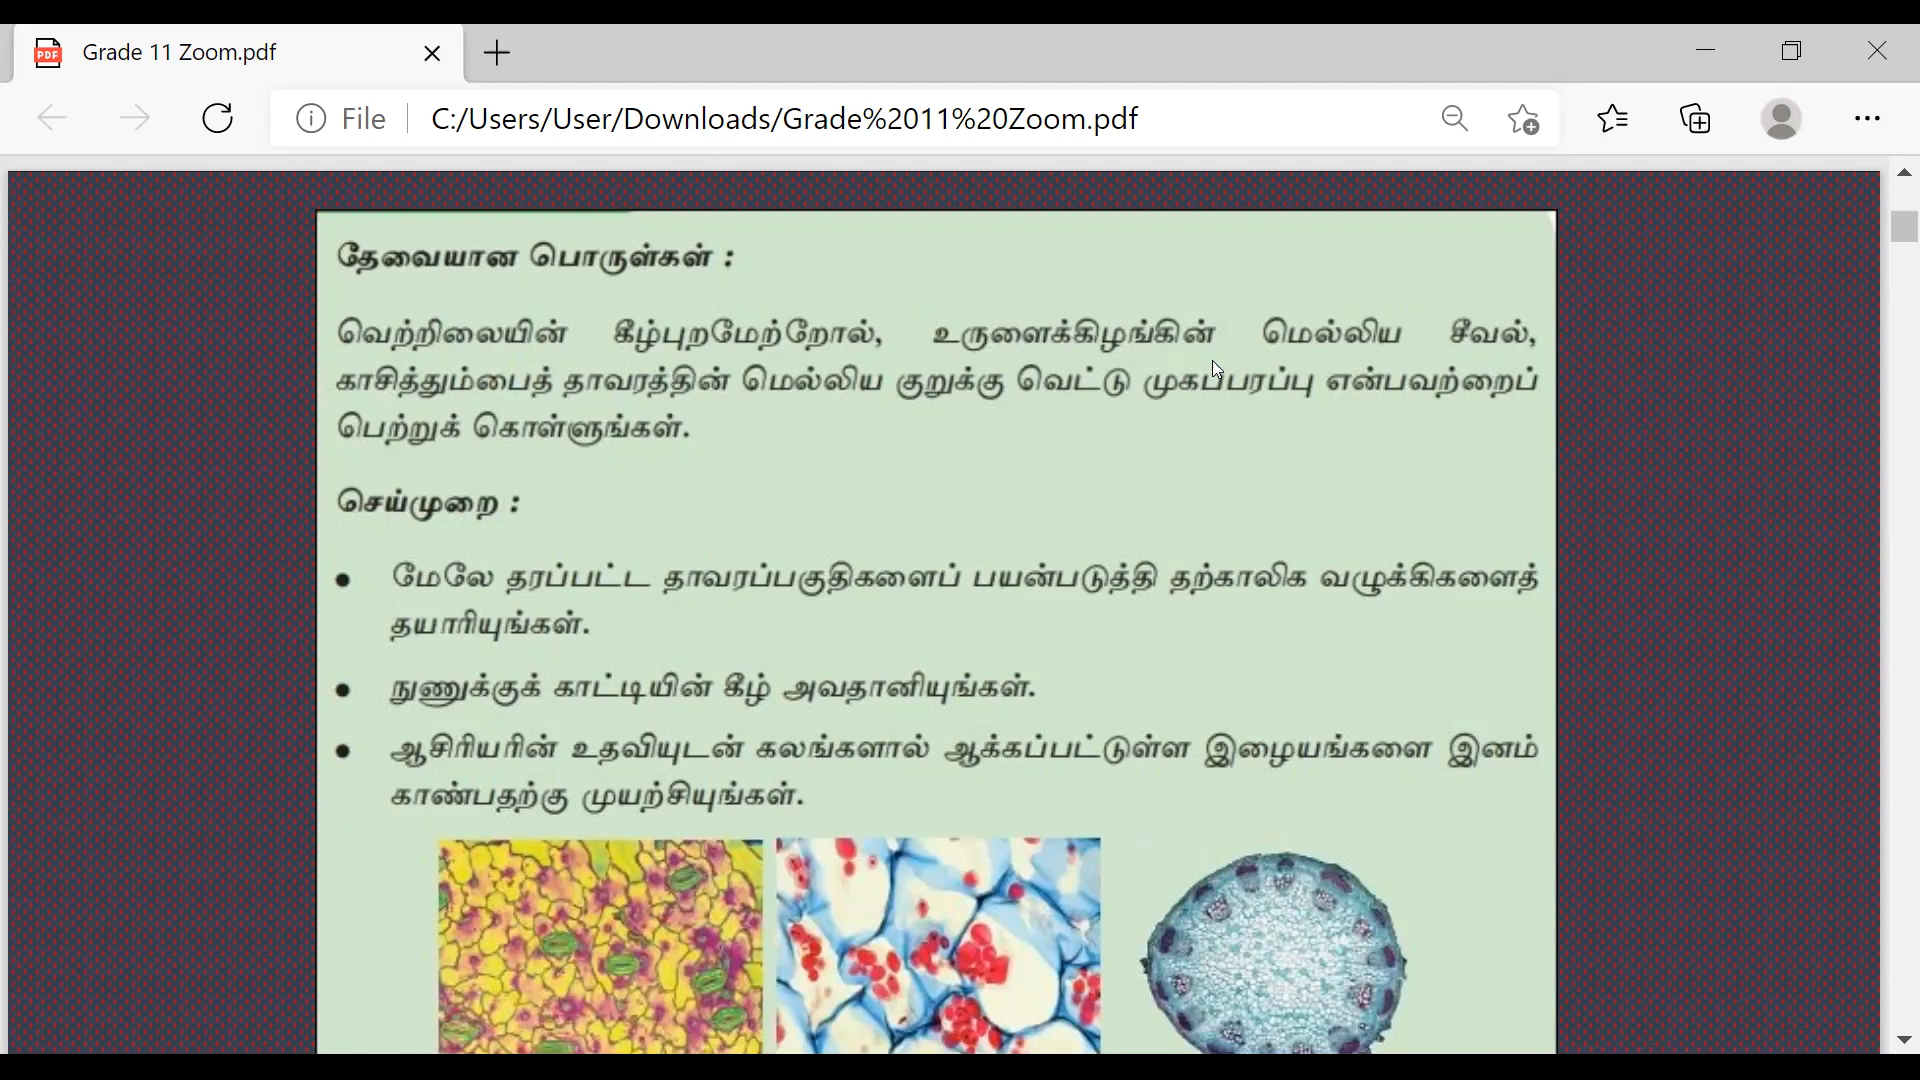 Grade 11 Zoom.pdf
File
C:/Users/User/Downloads/Grade%2011%20Zoom.pdf
தேவையான பொருள்கள் :
வெற்றிலையின் கீழ்புறமேற்றோல், உருளைக்கிழங்கின் மெல்லிய சீவல்,
காசித்தும்பைத் தாவரத்தின் மெல்லிய குறுக்கு வெட்டு முகப்பரப்பு என்பவற்றைப்
பெற்றுக் கொள்ளுங்கள்.
செய்முறை :
● மேலே தரப்பட்ட தாவரப்பகுதிகளைப் பயன்படுத்தி தற்காலிக வழுக்கிகளைத்
தயாரியுங்கள்.
● நுணுக்குக் காட்டியின் கீழ் அவதானியுங்கள்.
● ஆசிரியரின் உதவியுடன் கலங்களால் ஆக்கப்பட்டுள்ள இழையங்களை இனம்
காண்பதற்கு முயற்சியுங்கள்.